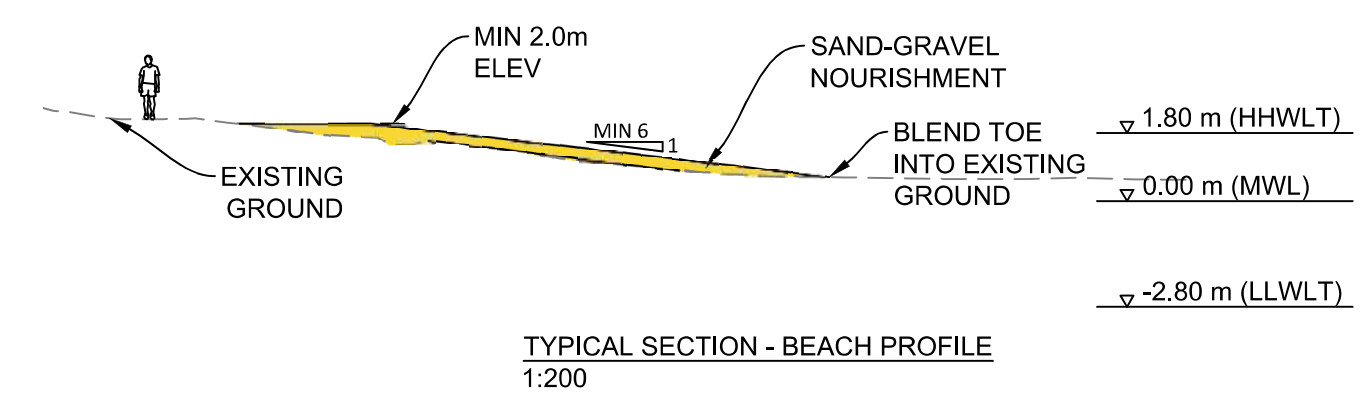 MIN 2.0m
ELEV
SAND-GRAVEL
NOURISHMENT
1.80 m (HHWLT)
MIN 6
1
BLEND TOE
INTO EXISTING
GROUND
EXISTING
GROUND
0.00 m (MWL)
-2.80 m (LLWLT)
TYPICAL SECTION - BEACH PROFILE
1:200